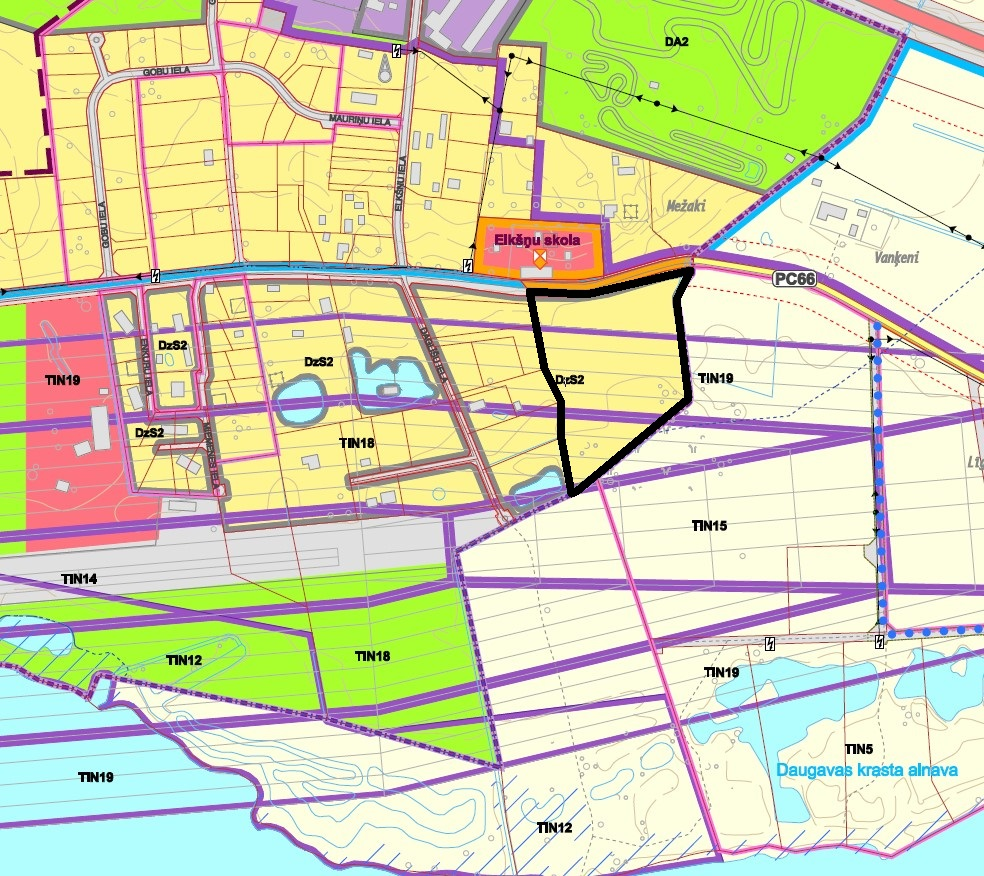 DA2
GOBU IELA
MAURIŅU IELA
ELKŠŅU IELA
GOBU IELA
Mežaki
Elkšņu skola
Vanķeni
PC66
DzS2
DzS2
TIN19
DzS2
TIN19
DzS2
TIN18
TIN15
TIN14
TIN18
TIN12
TIN19
TIN5
TIN19
Daugavas krasta alnava
TIN12